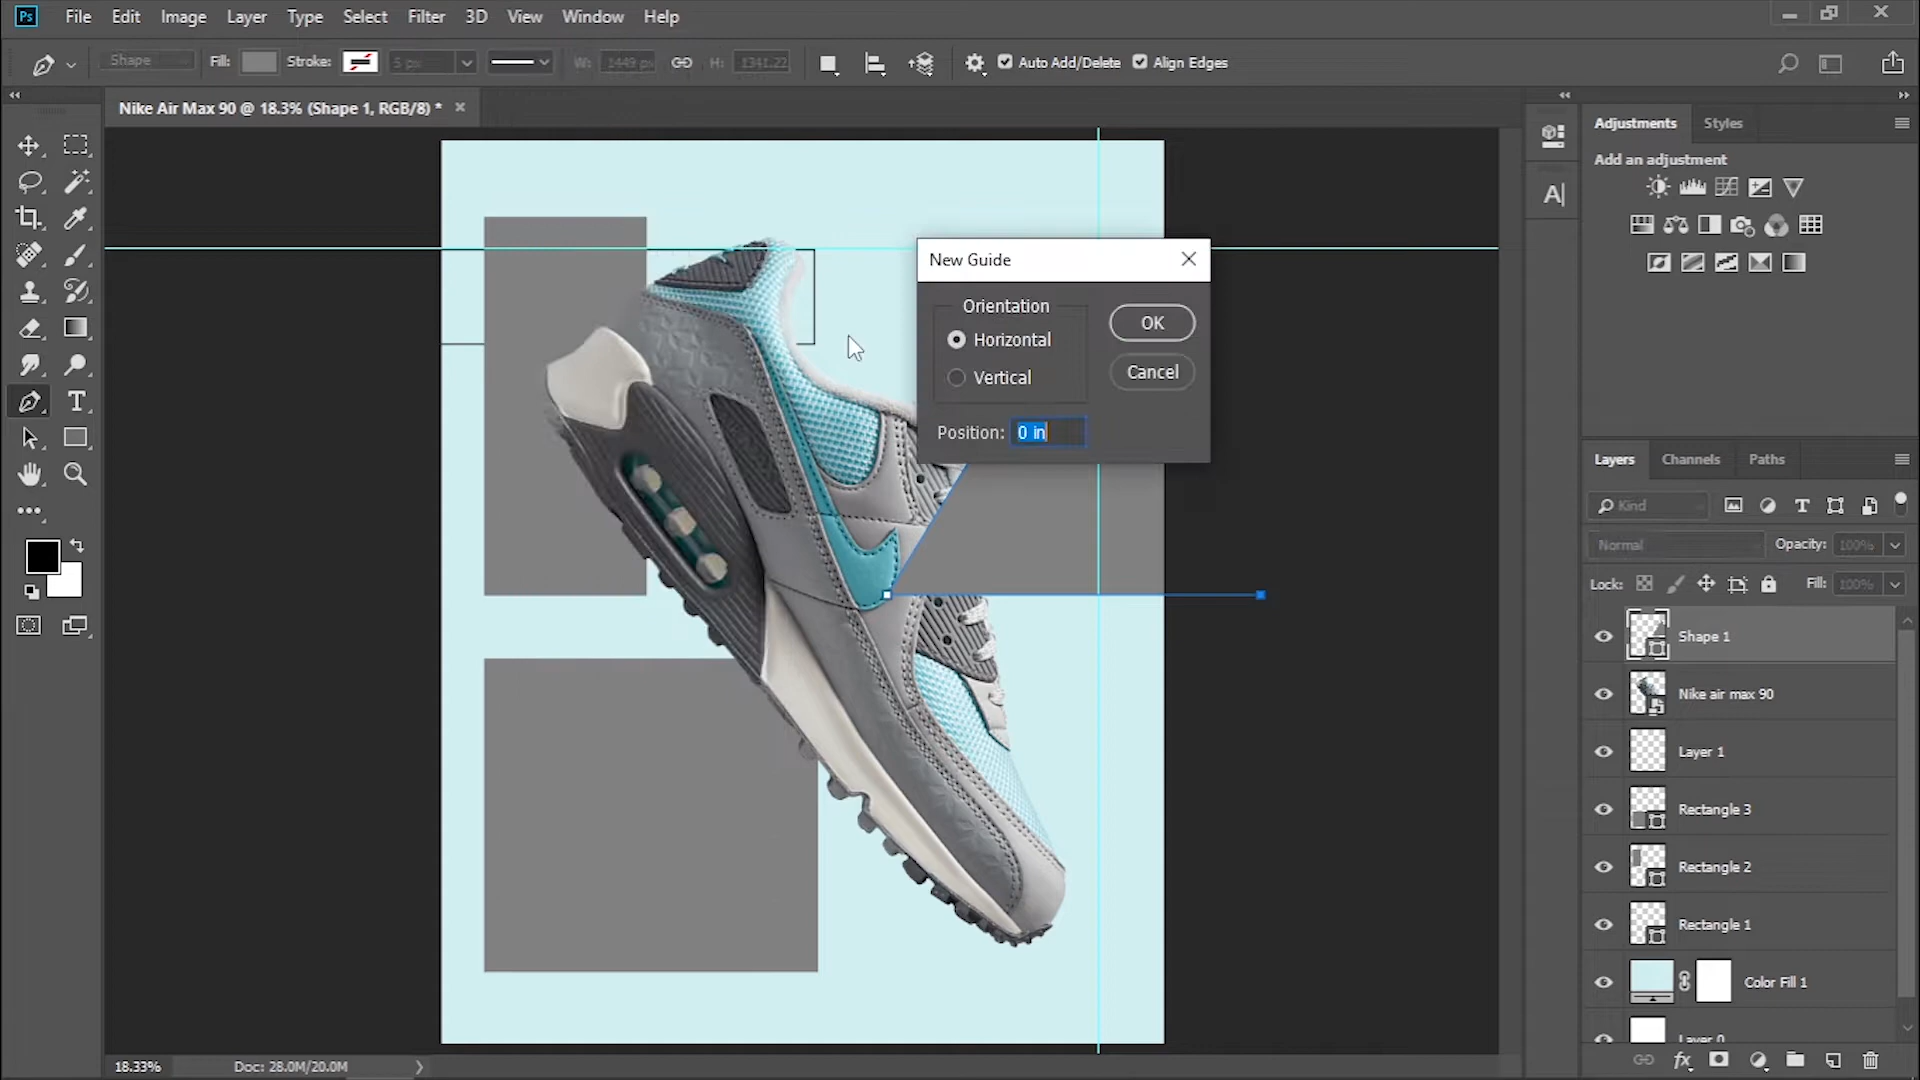 Ps File Edit Image Layer Type Select Filter 3D View Window Help
Shape Fill: Stroke: 5 px W: 1449 px H: 1341.22 Auto Add/Delete Align Edges
Nike Air Max 90 @ 18.3% (Shape 1, RGB/8) *
Adjustments Styles
Add an adjustment
New Guide
Orientation
Horizontal
Vertical
OK
Cancel
Position: 0 in
Layers Channels Paths
Kind
Normal Opacity: 100%
Lock: Fill: 100%
Shape 1
Nike air max 90
Layer 1
Rectangle 3
Rectangle 2
Rectangle 1
Color Fill 1
Layer 0
18.33% Doc: 28.0M/20.0M